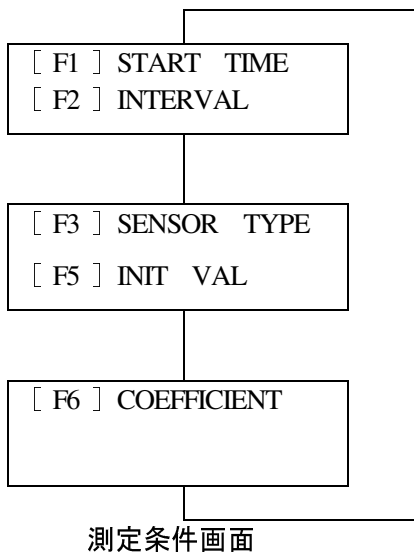 [ F1 ] START TIME
[ F2 ] INTERVAL
[ F3 ] SENSOR TYPE
[ F5 ] INIT VAL
[ F6 ] COEFFICIENT
測定条件画面